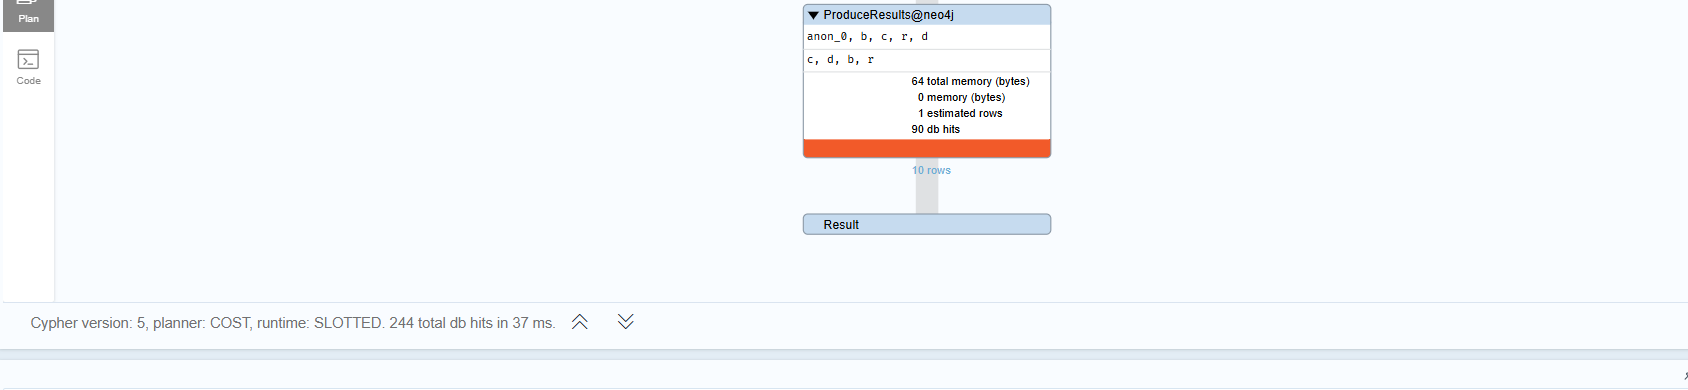 Plan
Code
ProduceResults@neo4j
anon_0, b, c, r, d
c, d, b, r
64 total memory (bytes)
0 memory (bytes)
1 estimated rows
90 db hits
10 rows
Result
Cypher version: 5, planner: COST, runtime: SLOTTED. 244 total db hits in 37 ms.